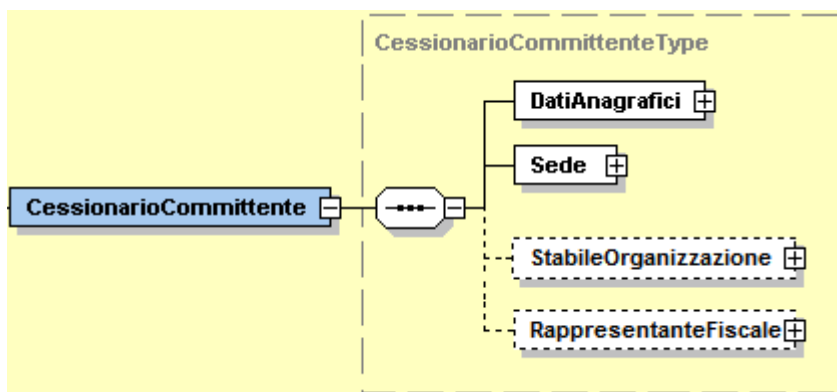 CessionarioCommittenteType
DatiAnagrafici
Sede
CessionarioCommittente
StabileOrganizzazione
RappresentanteFiscale